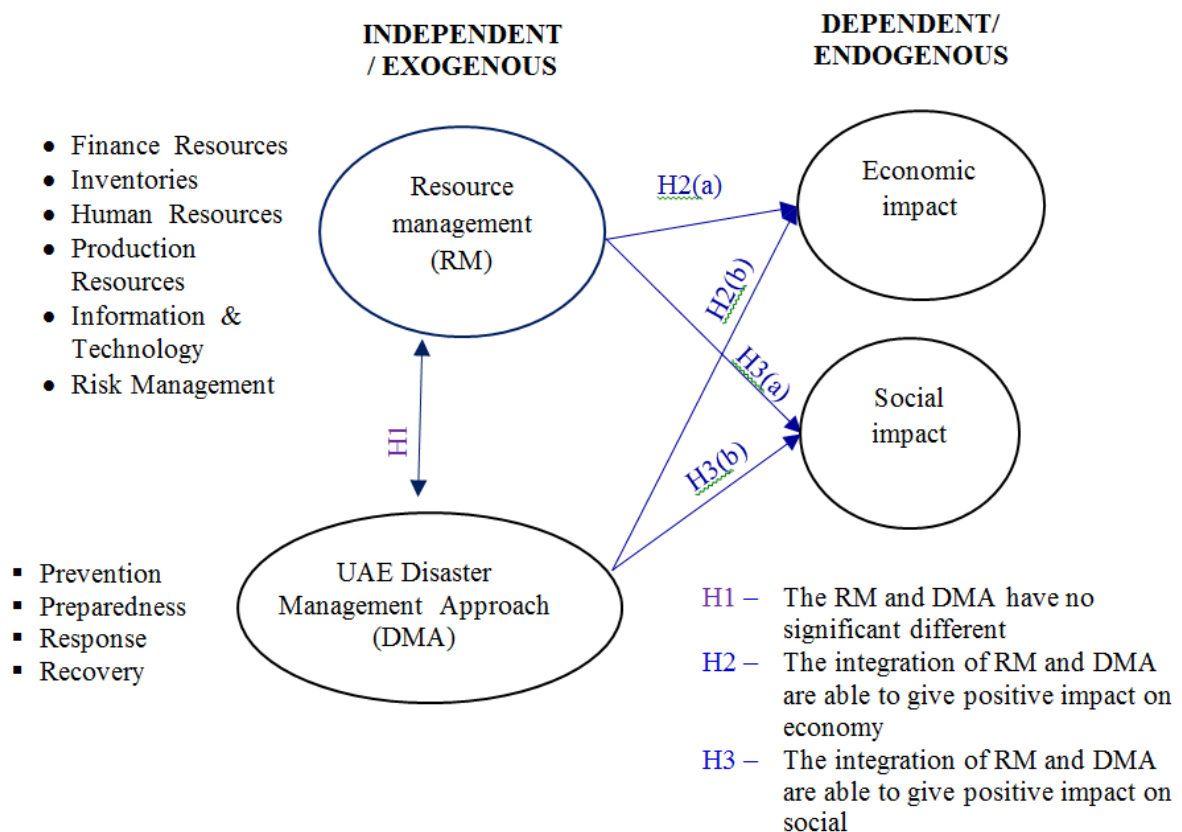 INDEPENDENT
/ EXOGENOUS
DEPENDENT/
ENDOGENOUS
● Finance Resources
● Inventories
● Human Resources
● Production
Resources
● Information &
Technology
● Risk Management
Resource
management
(RM)
Economic
impact
H2(a)
H2(b)
H3(a)
H3(b)
H1
Social
impact
▪ Prevention
▪ Preparedness
▪ Response
▪ Recovery
UAE Disaster
Management Approach
(DMA)
H1 – The RM and DMA have no
significant different
H2 – The integration of RM and DMA
are able to give positive impact on
economy
H3 – The integration of RM and DMA
are able to give positive impact on
social